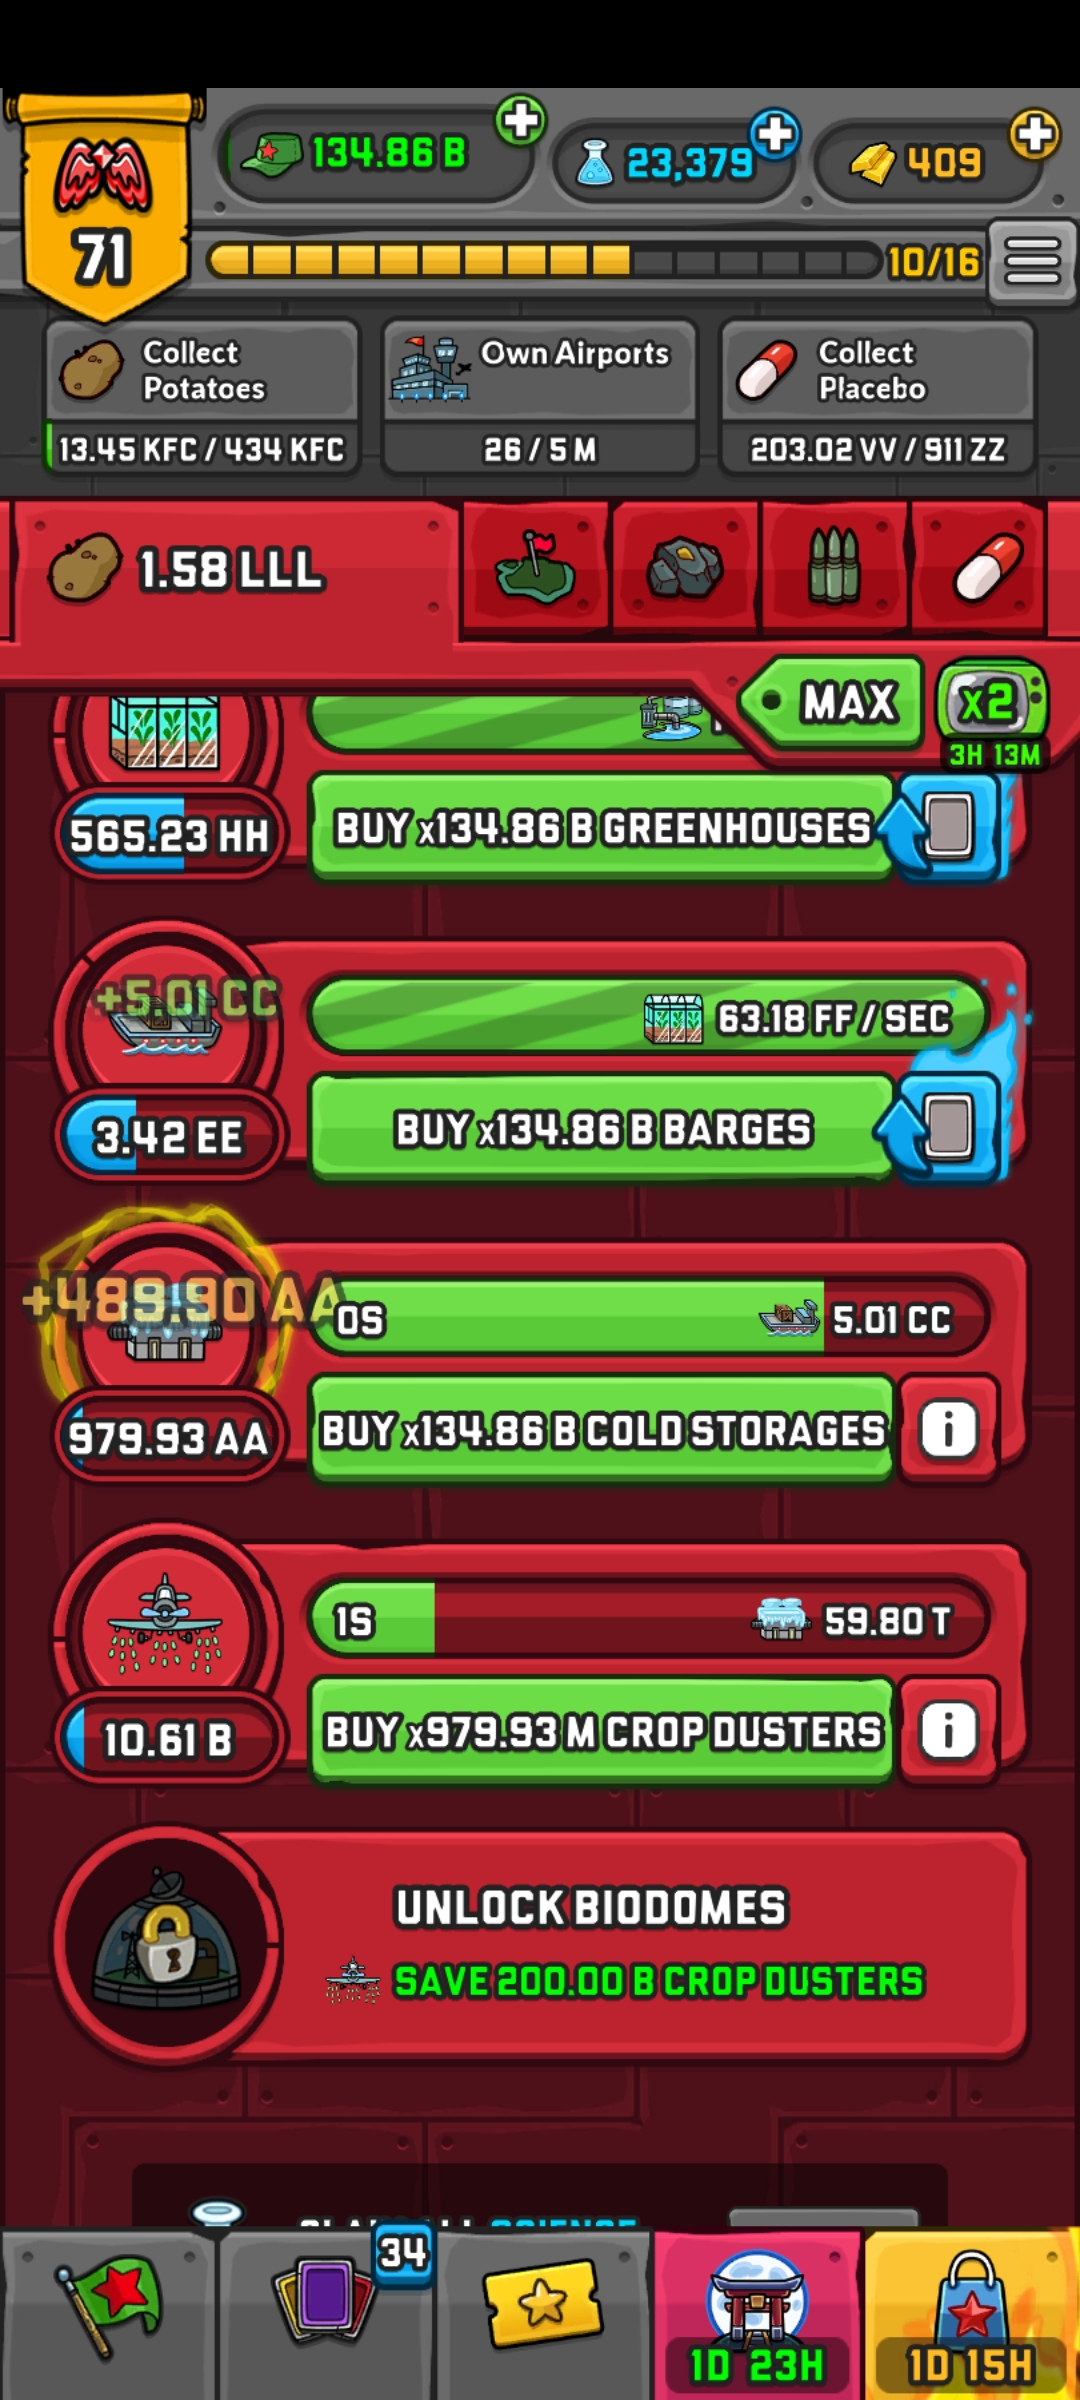 134.86 B
23,379
409
71
10/16
Collect
Potatoes
13.45 KFC / 434 KFC
Own Airports
26 / 5 M
Collect
Placebo
203.02 VV / 911 ZZ
1.58 LLL
MAX
x2
3H 13M
565.23 HH
BUY x134.86 B GREENHOUSES
+5.01 CC
63.18 FF / SEC
3.42 EE
BUY x134.86 B BARGES
+489.90 AA
0S
5.01 CC
979.93 AA
BUY x134.86 B COLD STORAGES
i
1S
59.80 T
10.61 B
BUY x979.93 M CROP DUSTERS
i
UNLOCK BIODOMES
SAVE 200.00 B CROP DUSTERS
34
1D 23H
1D 15H